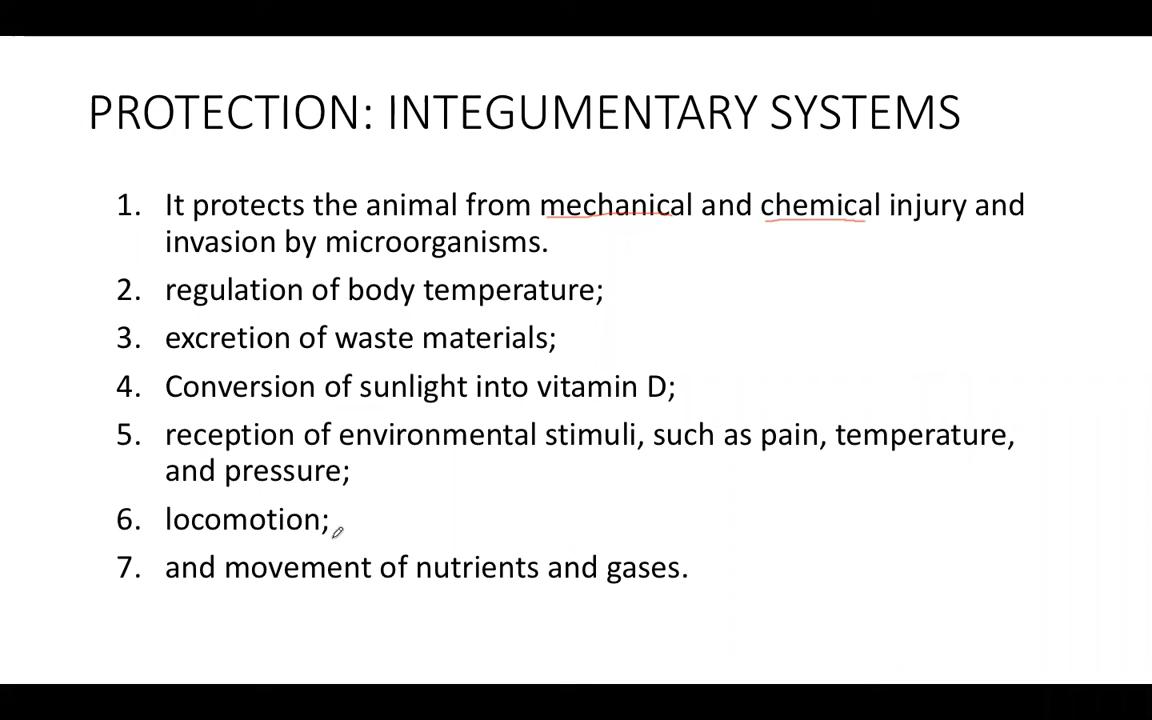 PROTECTION: INTEGUMENTARY SYSTEMS
1. It protects the animal from mechanical and chemical injury and
invasion by microorganisms.
2. regulation of body temperature;
3. excretion of waste materials;
4. Conversion of sunlight into vitamin D;
5. reception of environmental stimuli, such as pain, temperature,
and pressure;
6. locomotion;
7. and movement of nutrients and gases.